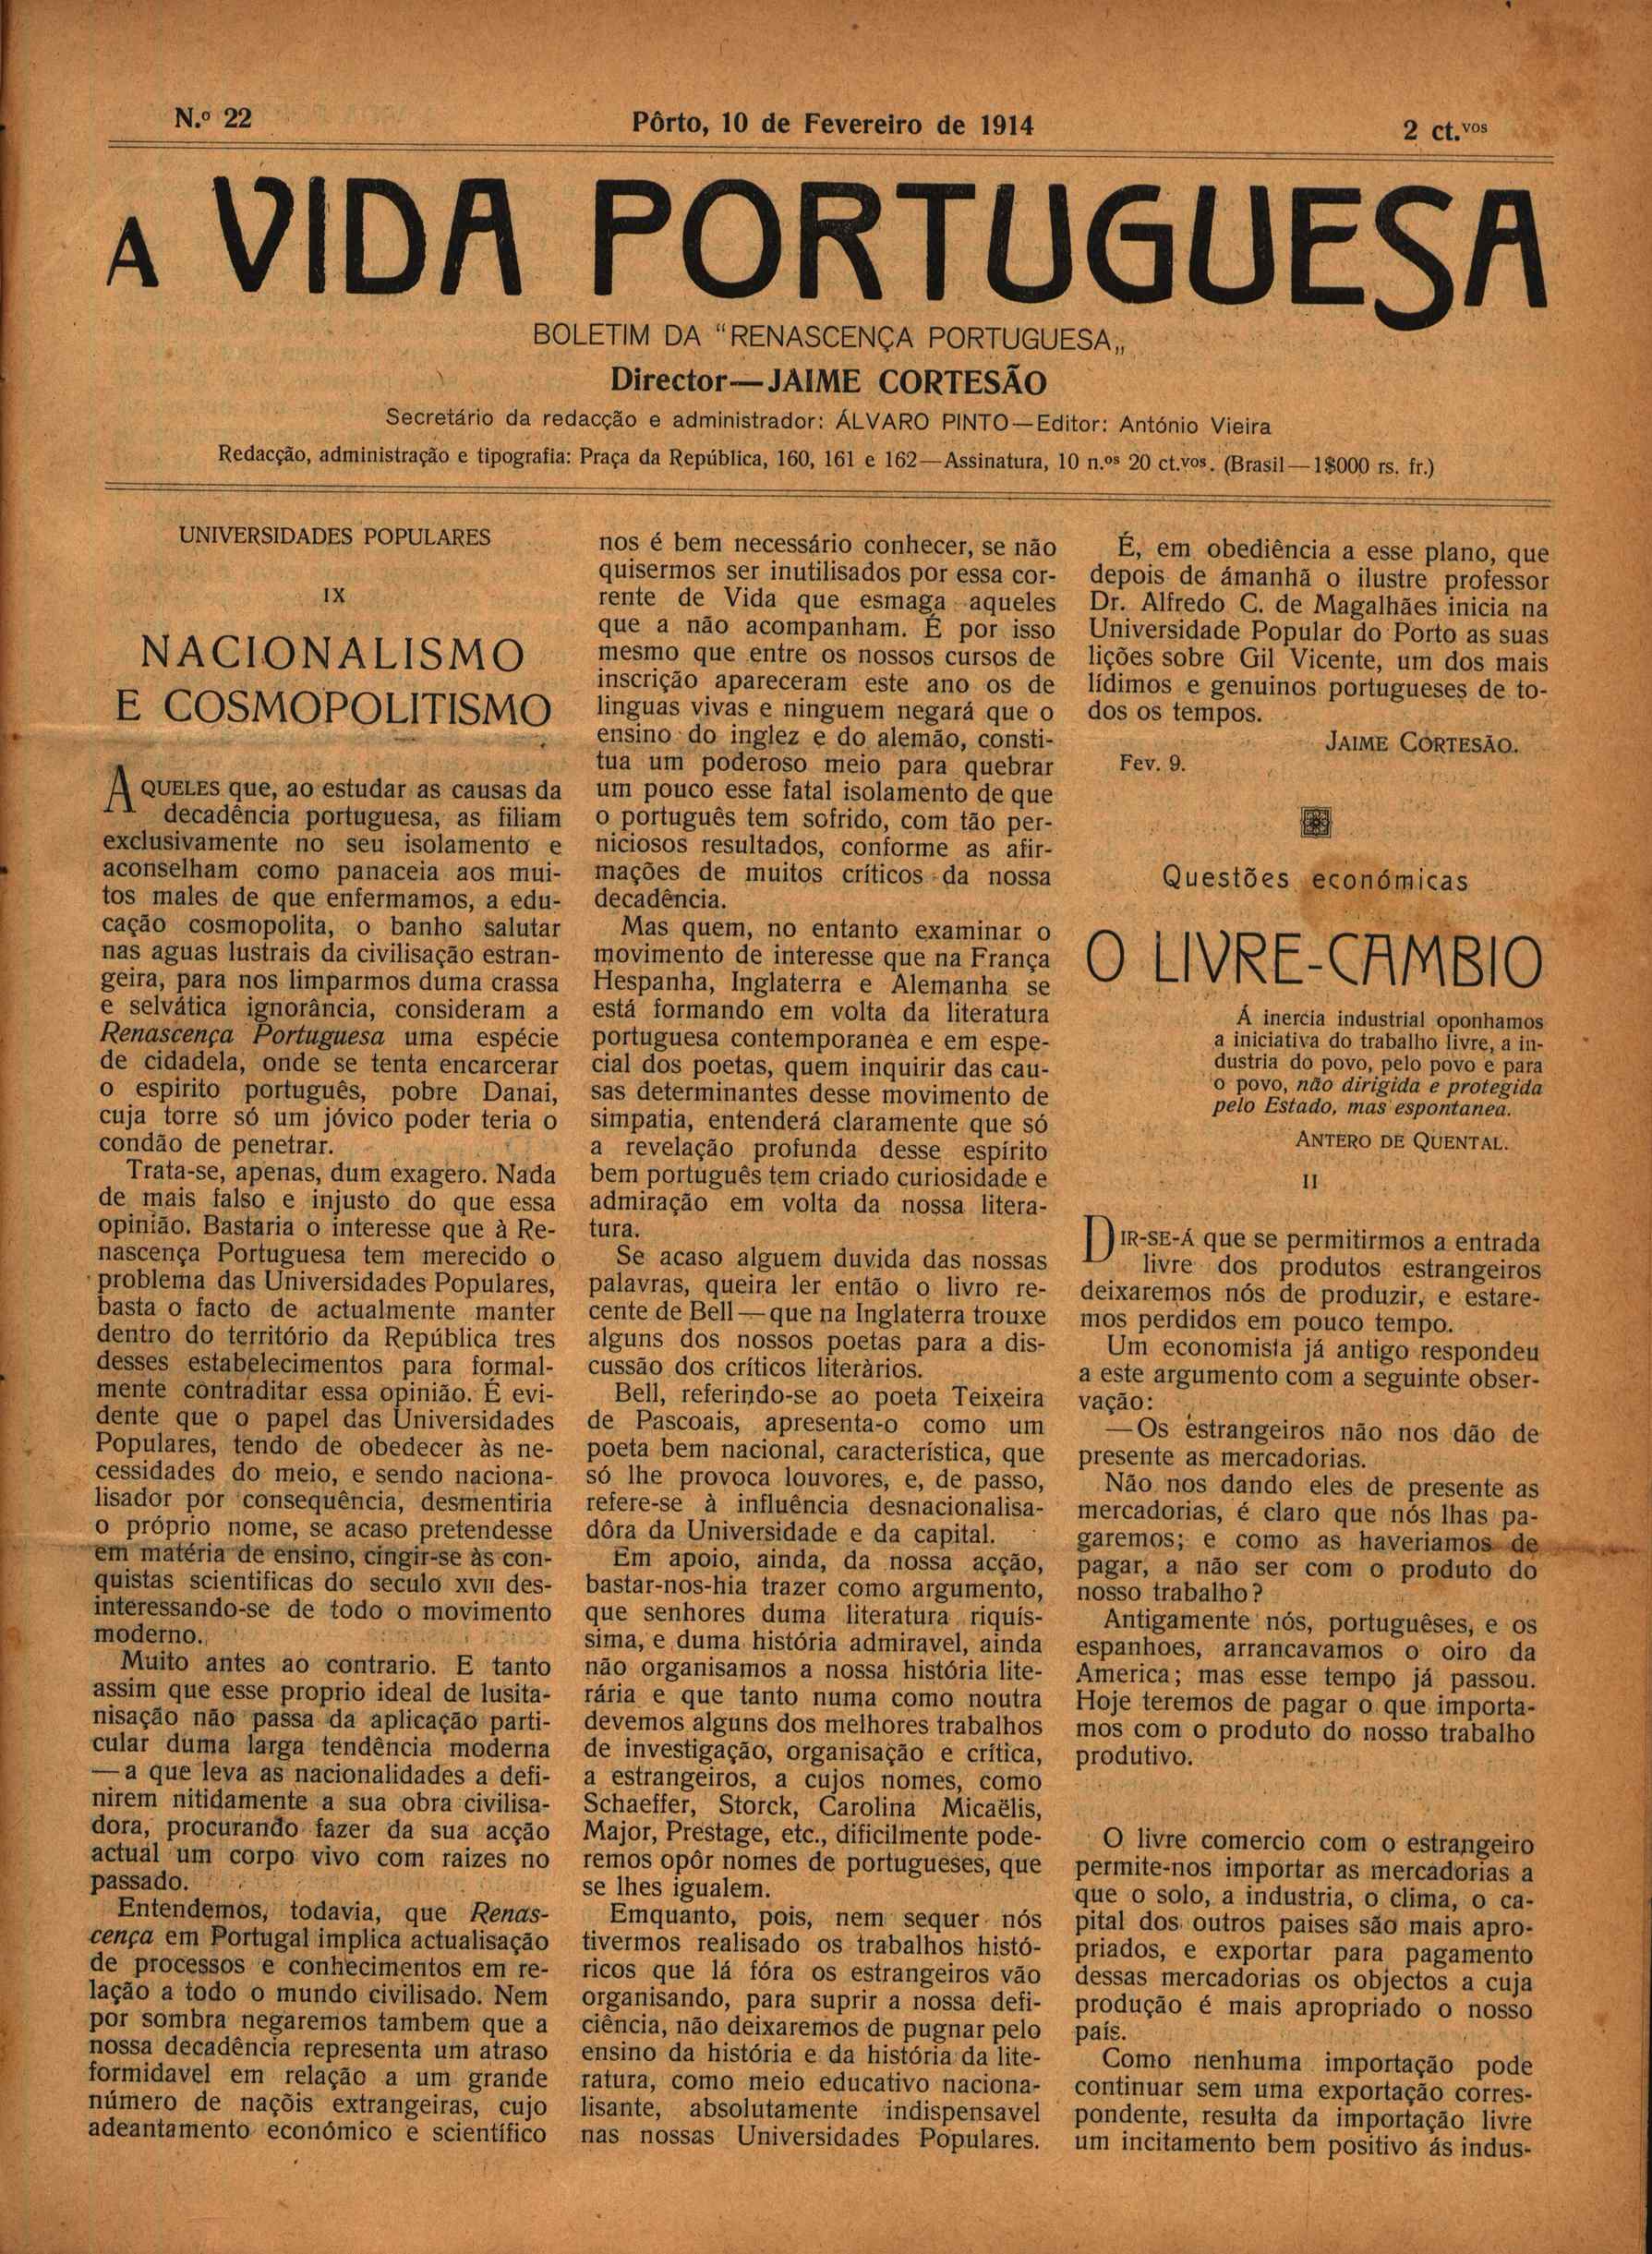 N.º 22
Pôrto, 10 de Fevereiro de 1914
2 ct.vos
A VIDA PORTUGUESA
BOLETIM DA "RENASCENÇA PORTUGUESA„
Director—JAIME CORTESÃO
Secretário da redacção e administrador: ÁLVARO PINTO—Editor: António Vieira
Redacção, administração e tipografia: Praça da República, 160, 161 e 162—Assinatura, 10 n.os 20 ct.vos. (Brasil—1$000 rs. fr.)
UNIVERSIDADES POPULARES
IX
NACIONALISMO
E COSMOPOLITISMO
AQUELES que, ao estudar as causas da
decadência portuguesa, as filiam
exclusivamente no seu isolamento e
aconselham como panaceia aos mui-
tos males de que enfermamos, a edu-
cação cosmopolita, o banho salutar
nas aguas lustrais da civilisação estran-
geira, para nos limparmos duma crassa
e selvática ignorância, consideram a
Renascença Portuguesa uma espécie
de cidadela, onde se tenta encarcerar
o espirito português, pobre Danai,
cuja torre só um jóvico poder teria o
condão de penetrar.
Trata-se, apenas, dum exagero. Nada
de mais falso e injusto do que essa
opinião. Bastaria o interesse que à Re-
nascença Portuguesa tem merecido o
problema das Universidades Populares,
basta o facto de actualmente manter
dentro do território da República tres
desses estabelecimentos para formal-
mente contraditar essa opinião. É evi-
dente que o papel das Universidades
Populares, tendo de obedecer às ne-
cessidades do meio, e sendo naciona-
lisador por consequência, desmentiria
o próprio nome, se acaso pretendesse
em matéria de ensino, cingir-se às con-
quistas scientificas do seculo XVII des-
interessando-se de todo o movimento
moderno.
Muito antes ao contrario. E tanto
assim que esse proprio ideal de lusita-
nisação não passa da aplicação parti-
cular duma larga tendência moderna
—a que leva as nacionalidades a defi-
nirem nitidamente a sua obra civilisa-
dora, procurando fazer da sua acção
actual um corpo vivo com raizes no
passado.
Entendemos, todavia, que Renas-
cença em Portugal implica actualisação
de processos e conhecimentos em re-
lação a todo o mundo civilisado. Nem
por sombra negaremos tambem que a
nossa decadência representa um atraso
formidavel em relação a um grande
número de naçõis extrangeiras, cujo
adeantamento económico e scientífico
nos é bem necessário conhecer, se não
quisermos ser inutilisados por essa cor-
rente de Vida que esmaga aqueles
que a não acompanham. É por isso
mesmo que entre os nossos cursos de
inscrição apareceram este ano os de
linguas vivas e ninguem negará que o
ensino do inglez e do alemão, consti-
tua um poderoso meio para quebrar
um pouco esse fatal isolamento de que
o português tem sofrido, com tão per-
niciosos resultados, conforme as afir-
mações de muitos críticos da nossa
decadência.
Mas quem, no entanto examinar o
movimento de interesse que na França
Hespanha, Inglaterra e Alemanha se
está formando em volta da literatura
portuguesa contemporanea e em espe-
cial dos poetas, quem inquirir das cau-
sas determinantes desse movimento de
simpatia, entenderá claramente que só
a revelação profunda desse espírito
bem português tem criado curiosidade e
admiração em volta da nossa litera-
tura.
Se acaso alguem duvida das nossas
palavras, queira ler então o livro re-
cente de Bell—que na Inglaterra trouxe
alguns dos nossos poetas para a dis-
cussão dos críticos literàrios.
Bell, referindo-se ao poeta Teixeira
de Pascoais, apresenta-o como um
poeta bem nacional, característica, que
só lhe provoca louvores, e, de passo,
refere-se à influência desnacionalisa-
dôra da Universidade e da capital.
Em apoio, ainda, da nossa acção,
bastar-nos-hia trazer como argumento,
que senhores duma literatura riquís-
sima, e duma história admiravel, ainda
não organisamos a nossa história lite-
rária e que tanto numa como noutra
devemos alguns dos melhores trabalhos
de investigação, organisação e crítica,
a estrangeiros, a cujos nomes, como
Schaeffer, Storck, Carolina Micaëlis,
Major, Prestage, etc., dificilmente pode-
remos opôr nomes de portugueses, que
se lhes igualem.
Emquanto, pois, nem sequer nós
tivermos realisado os trabalhos histó-
ricos que lá fóra os estrangeiros vão
organisando, para suprir a nossa defi-
ciência, não deixaremos de pugnar pelo
ensino da história e da história da lite-
ratura, como meio educativo naciona-
lisante, absolutamente indispensavel
nas nossas Universidades Populares.
É, em obediência a esse plano, que
depois de ámanhã o ilustre professor
Dr. Alfredo C. de Magalhães inicia na
Universidade Popular do Porto as suas
lições sobre Gil Vicente, um dos mais
lídimos e genuinos portugueses de to-
dos os tempos.
JAIME CORTESÃO.
Fev. 9.
Questões económicas
O LIVRE-CAMBIO
Á inercia industrial oponhamos
a iniciativa do trabalho livre, a in-
dustria do povo, pelo povo e para
o povo, não dirigida e protegida
pelo Estado, mas espontanea.
ANTERO DE QUENTAL.
II
DIR-SE-Á que se permitirmos a entrada
livre dos produtos estrangeiros
deixaremos nós de produzir, e estare-
mos perdidos em pouco tempo.
Um economista já antigo respondeu
a este argumento com a seguinte obser-
vação:
—Os estrangeiros não nos dão de
presente as mercadorias.
Não nos dando eles de presente as
mercadorias, é claro que nós lhas pa-
garemos; e como as haveriamos de
pagar, a não ser com o produto do
nosso trabalho?
Antigamente nós, portuguêses, e os
espanhoes, arrancavamos o oiro da
America; mas esse tempo já passou.
Hoje teremos de pagar o que importa-
mos com o produto do nosso trabalho
produtivo.
O livre comercio com o estrangeiro
permite-nos importar as mercadorias a
que o solo, a industria, o clima, o ca-
pital dos outros paises são mais apro-
priados, e exportar para pagamento
dessas mercadorias os objectos a cuja
produção é mais apropriado o nosso
país.
Como nenhuma importação pode
continuar sem uma exportação corres-
pondente, resulta da importação livre
um incitamento bem positivo ás indus-